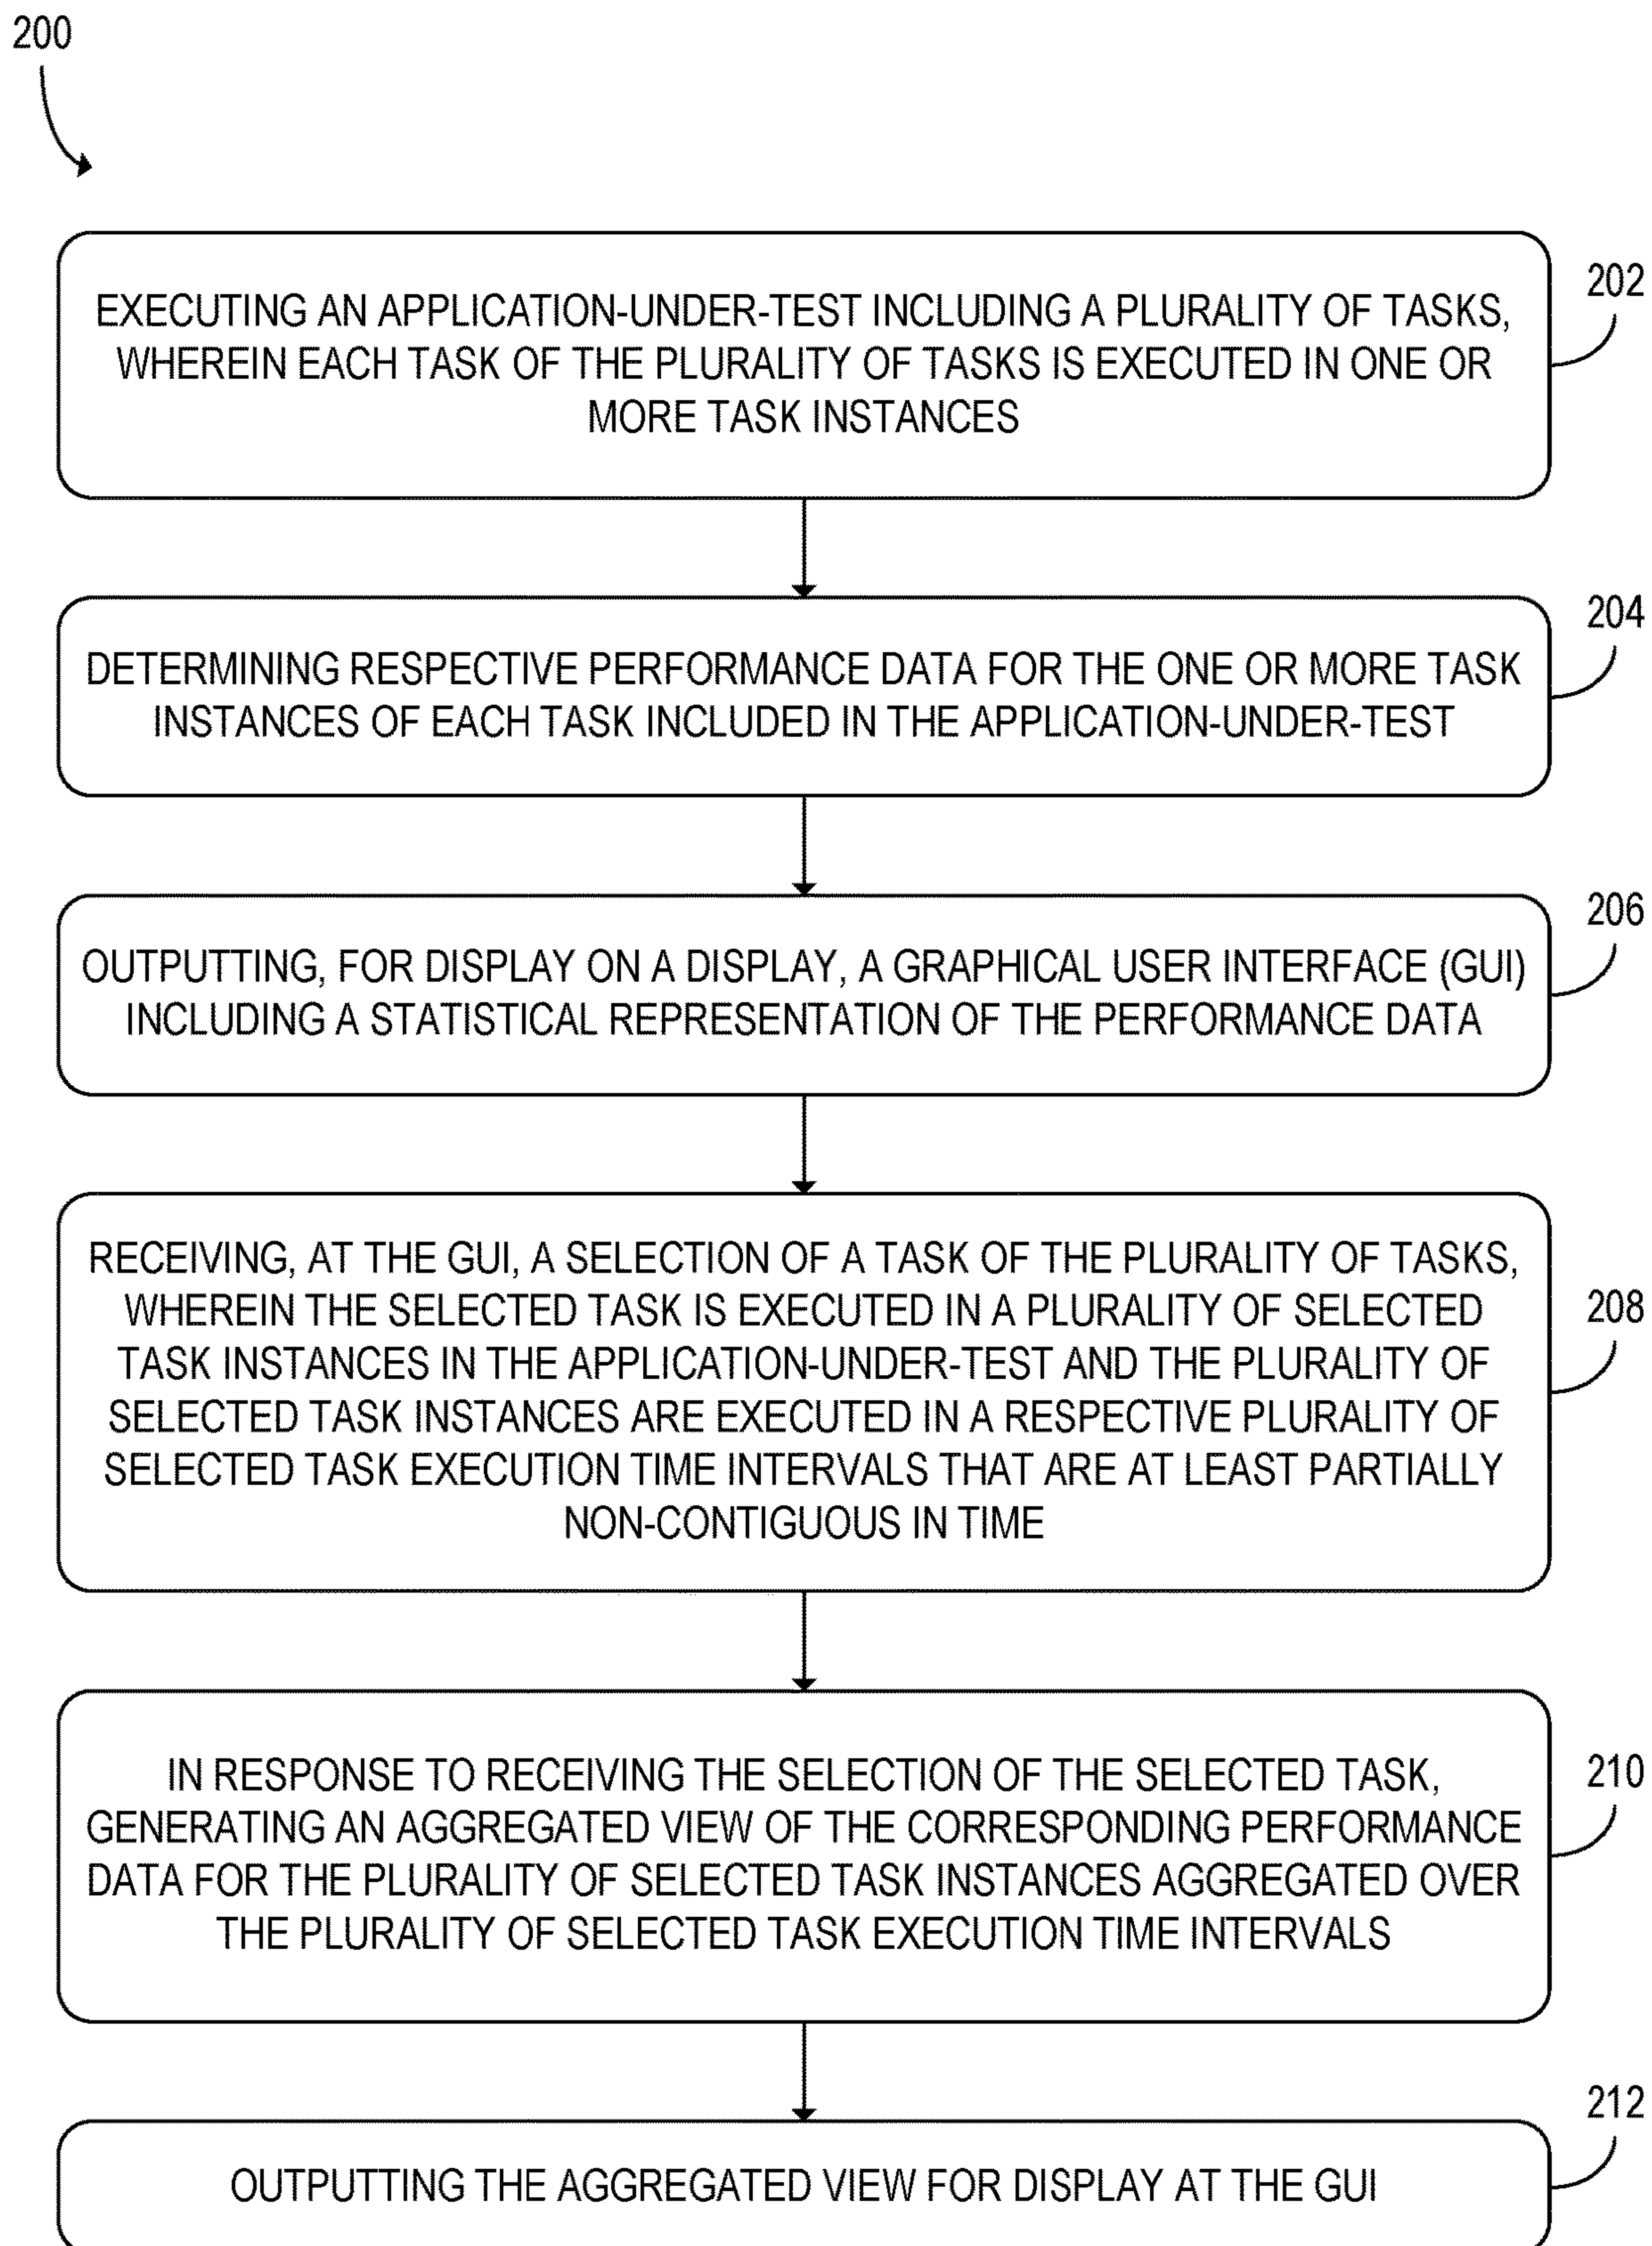 200
202
EXECUTING AN APPLICATION-UNDER-TEST INCLUDING A PLURALITY OF TASKS,
WHEREIN EACH TASK OF THE PLURALITY OF TASKS IS EXECUTED IN ONE OR
MORE TASK INSTANCES
204
DETERMINING RESPECTIVE PERFORMANCE DATA FOR THE ONE OR MORE TASK
INSTANCES OF EACH TASK INCLUDED IN THE APPLICATION-UNDER-TEST
206
OUTPUTTING, FOR DISPLAY ON A DISPLAY, A GRAPHICAL USER INTERFACE (GUI)
INCLUDING A STATISTICAL REPRESENTATION OF THE PERFORMANCE DATA
208
RECEIVING, AT THE GUI, A SELECTION OF A TASK OF THE PLURALITY OF TASKS,
WHEREIN THE SELECTED TASK IS EXECUTED IN A PLURALITY OF SELECTED
TASK INSTANCES IN THE APPLICATION-UNDER-TEST AND THE PLURALITY OF
SELECTED TASK INSTANCES ARE EXECUTED IN A RESPECTIVE PLURALITY OF
SELECTED TASK EXECUTION TIME INTERVALS THAT ARE AT LEAST PARTIALLY
NON-CONTIGUOUS IN TIME
210
IN RESPONSE TO RECEIVING THE SELECTION OF THE SELECTED TASK,
GENERATING AN AGGREGATED VIEW OF THE CORRESPONDING PERFORMANCE
DATA FOR THE PLURALITY OF SELECTED TASK INSTANCES AGGREGATED OVER
THE PLURALITY OF SELECTED TASK EXECUTION TIME INTERVALS
212
OUTPUTTING THE AGGREGATED VIEW FOR DISPLAY AT THE GUI